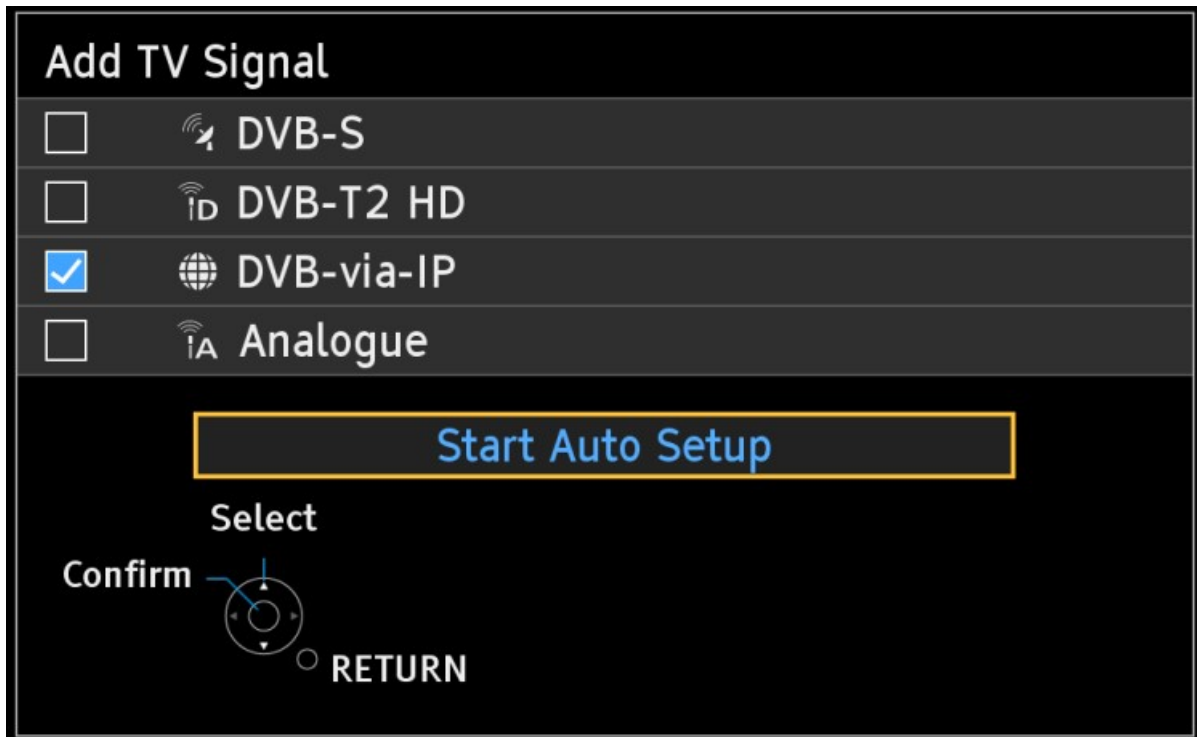 Add TV Signal
DVB-S
D DVB-T2 HD
DVB-via-IP
A Analogue
Start Auto Setup
Select
Confirm
RETURN